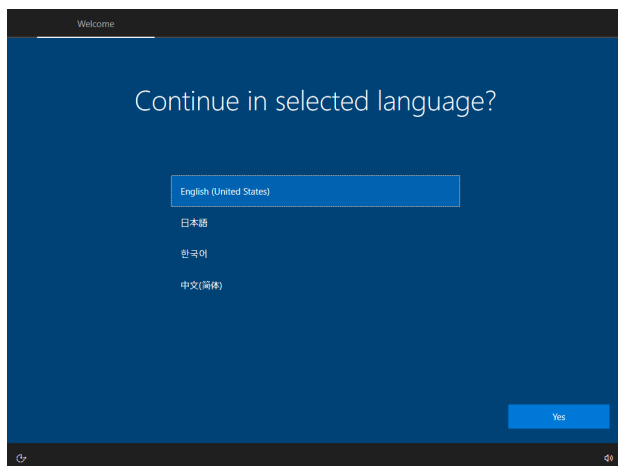 Welcome
Continue in selected language?
English (United States)
日本語
한국어
中文(简体)
Yes